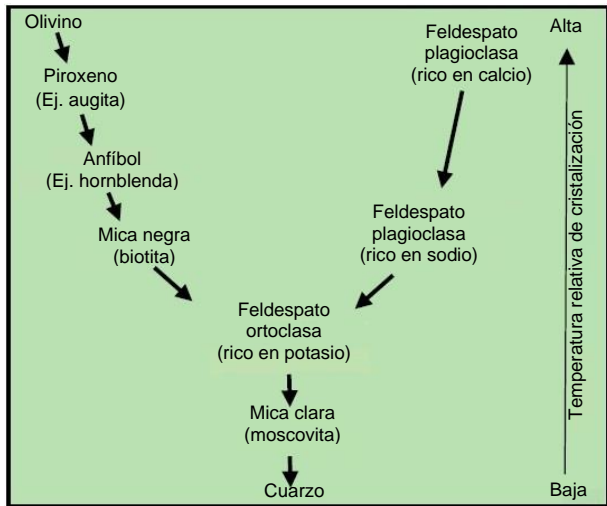 Olivino
Piroxeno
(Ej. augita)
Anfíbol
(Ej. hornblenda)
Mica negra
(biotita)
Feldespato
plagioclasa
(rico en calcio)
Feldespato
plagioclasa
(rico en sodio)
Feldespato
ortoclasa
(rico en potasio)
Mica clara
(moscovita)
Cuarzo
Alta
Temperatura relativa de cristalización
Baja